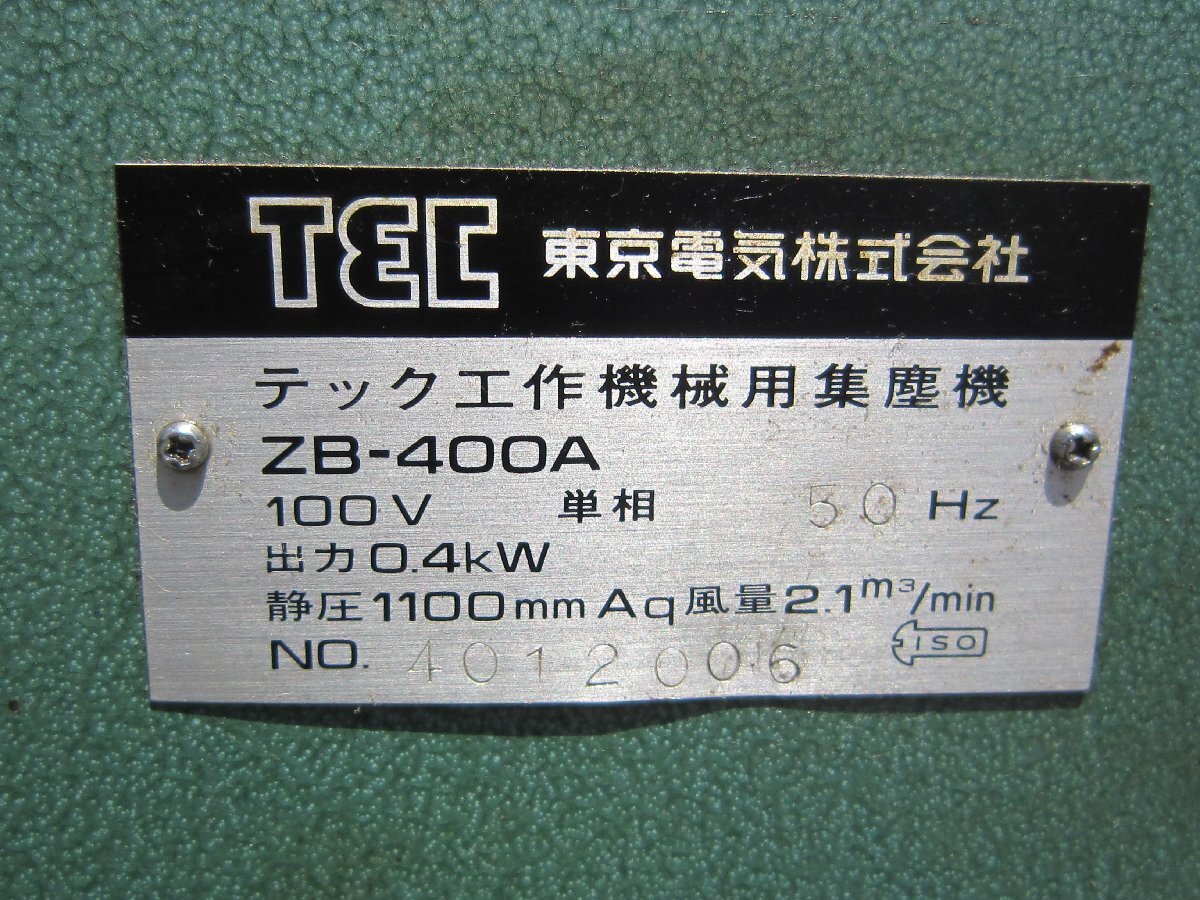 TEC 東京電気株式会社
テック工作機械用集塵機
ZB-400A
100V 単相 50 Hz
出力0.4kW
静圧1100mmAq風量2.1m³/min
NO. 4012006 ISO